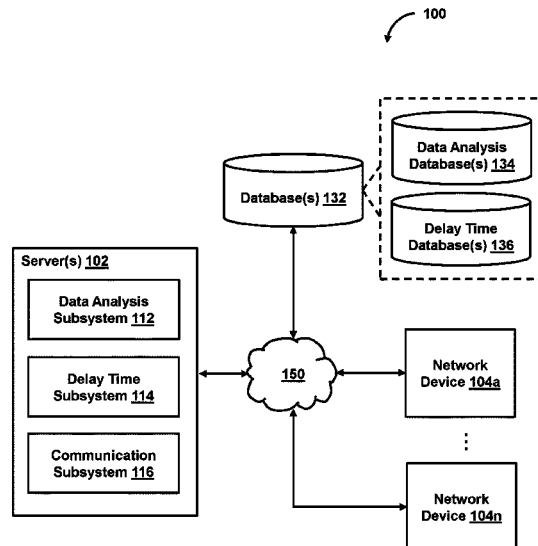 100
Data Analysis
Database(s) 134
Database(s) 132
Delay Time
Database(s) 136
Server(s) 102
Data Analysis
Subsystem 112
Delay Time
Subsystem 114
Communication
Subsystem 116
150
Network
Device 104a
⋮
Network
Device 104n